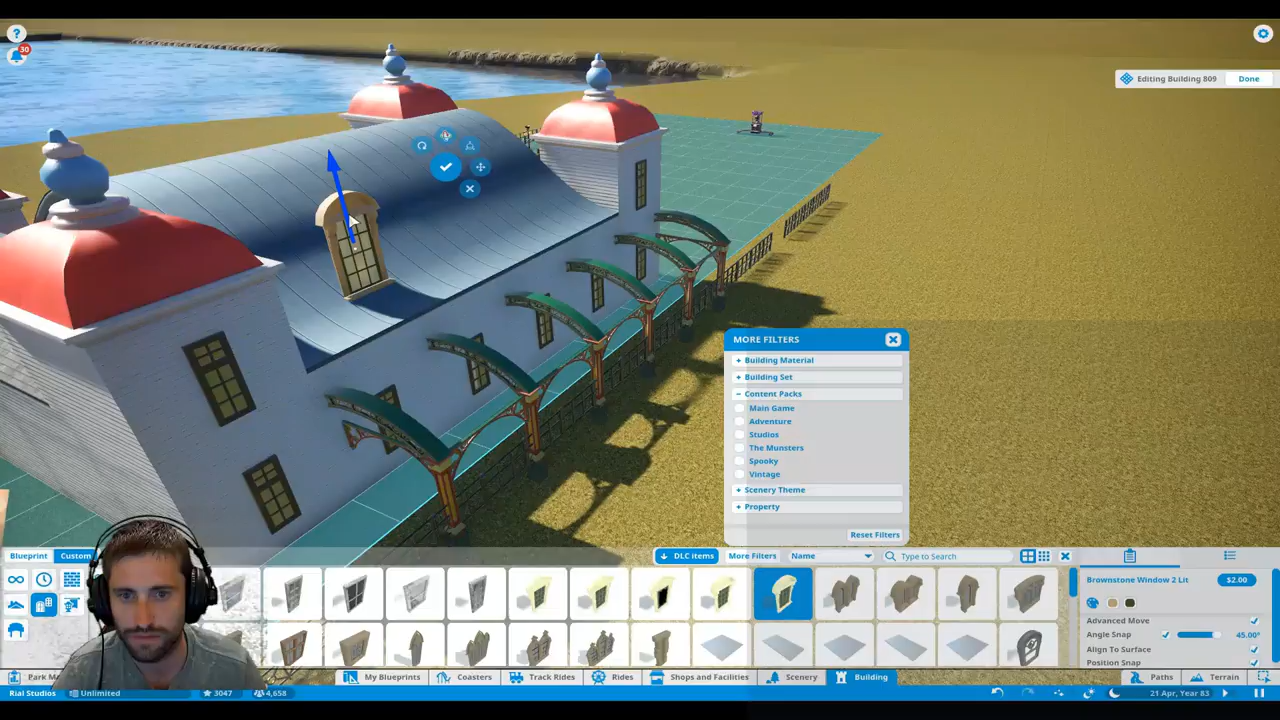 ?
30
Editing Building 809 Done
MORE FILTERS
+ Building Material
+ Building Set
- Content Packs
Main Game
Adventure
Studios
The Munsters
Spooky
Vintage
+ Scenery Theme
+ Property
Reset Filters
Blueprint Custom
DLC items More Filters Name Type to Search
Brownstone Window 2 Lit $2.00
Advanced Move
Angle Snap 45.00°
Align To Surface
Position Snap
Park Ma
My Blueprints Coasters Track Rides Rides Shops and Facilities Scenery Building Paths Terrain
Rial Studios Unlimited 3047 4,658 21 Apr, Year 83